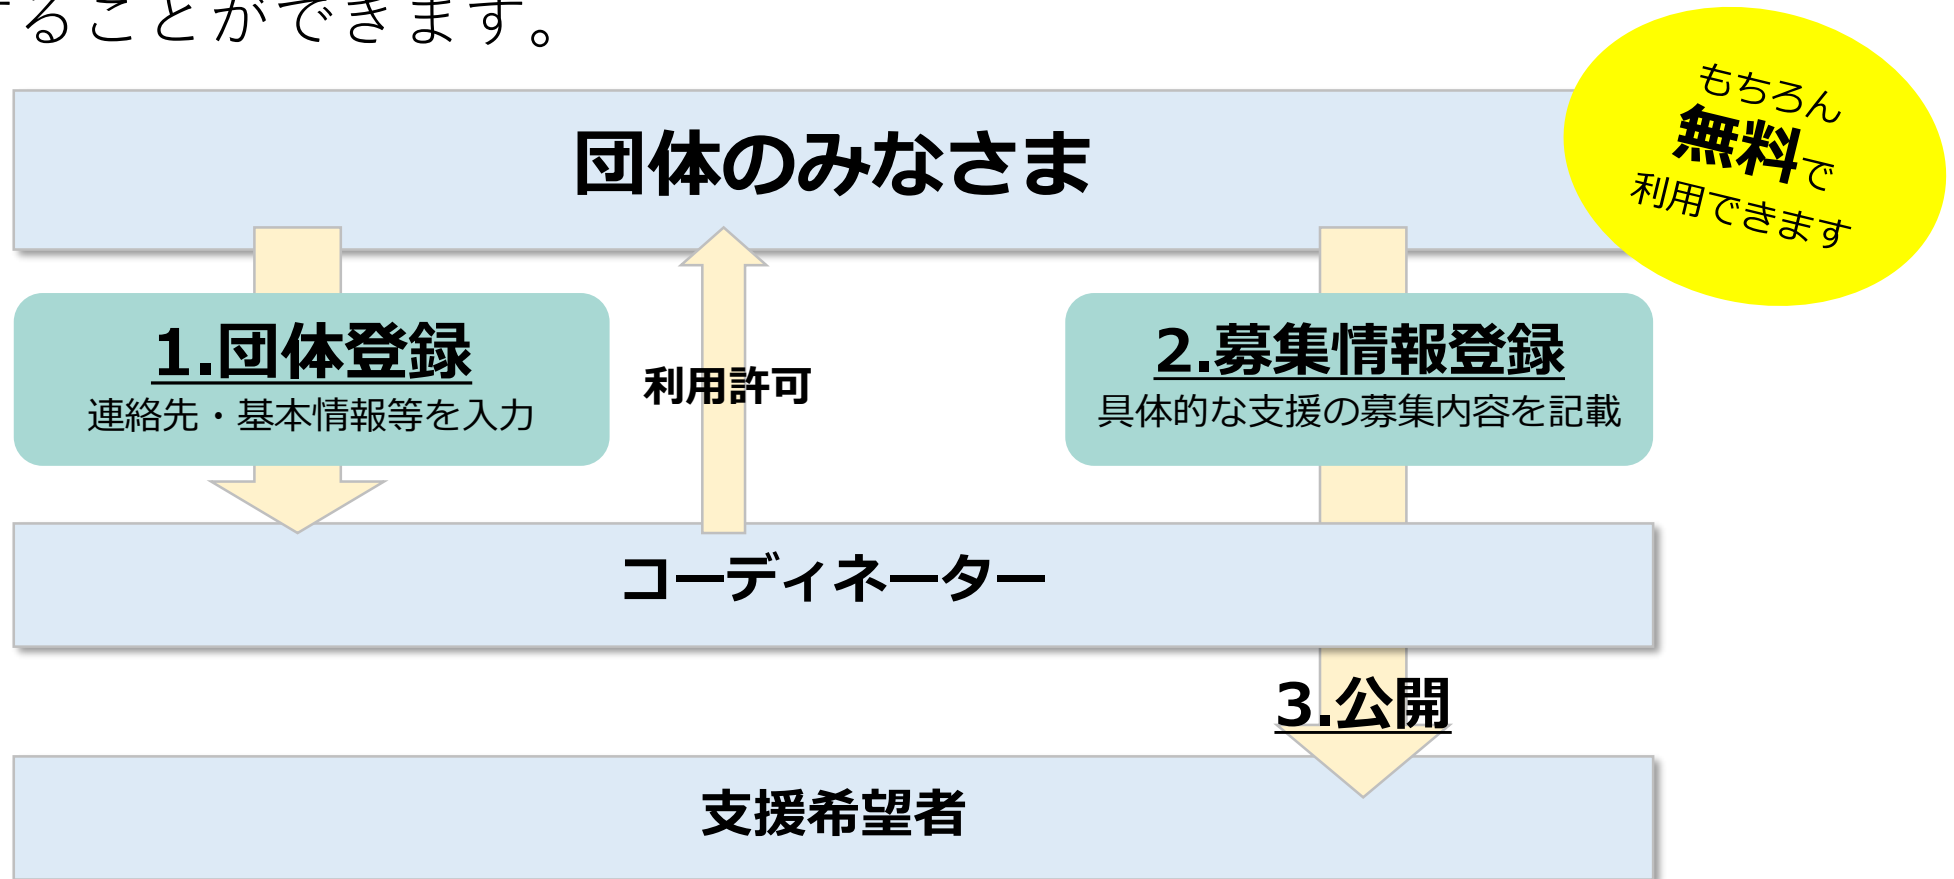 することができます。
もちろん
無料で
利用できます
団体のみなさま
1.団体登録
連絡先・基本情報等を入力
利用許可
2.募集情報登録
具体的な支援の募集内容を記載
コーディネーター
3.公開
支援希望者